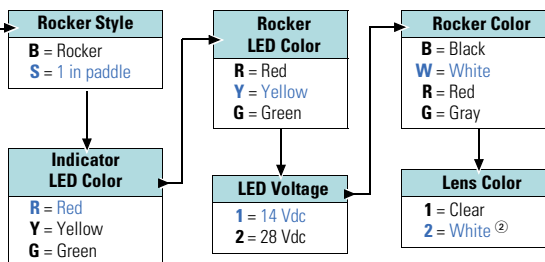 Rocker Style
B = Rocker
S = 1 in paddle
Indicator
LED Color
R = Red
Y = Yellow
G = Green
Rocker
LED Color
R = Red
Y = Yellow
G = Green
LED Voltage
1 = 14 Vdc
2 = 28 Vdc
Rocker Color
B = Black
W = White
R = Red
G = Gray
Lens Color
1 = Clear
2 = White ②